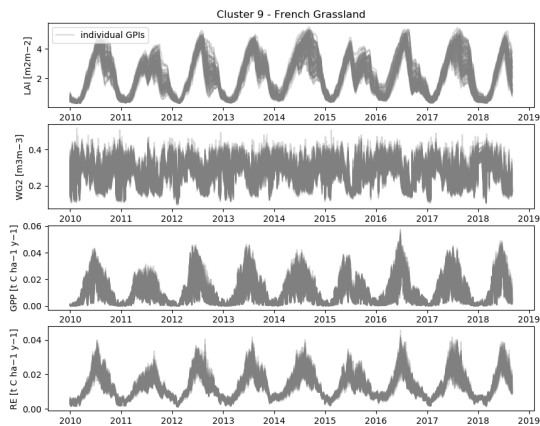 Cluster 9 - French Grassland
individual GPIs
LAI [m2m−2]
4
2
2010 2011 2012 2013 2014 2015 2016 2017 2018 2019
WG2 [m3m−3]
0.4
0.2
2010 2011 2012 2013 2014 2015 2016 2017 2018 2019
GPP [t C ha−1 y−1]
0.06
0.04
0.02
0.00
2010 2011 2012 2013 2014 2015 2016 2017 2018 2019
RE [t C ha−1 y−1]
0.04
0.02
0.00
2010 2011 2012 2013 2014 2015 2016 2017 2018 2019